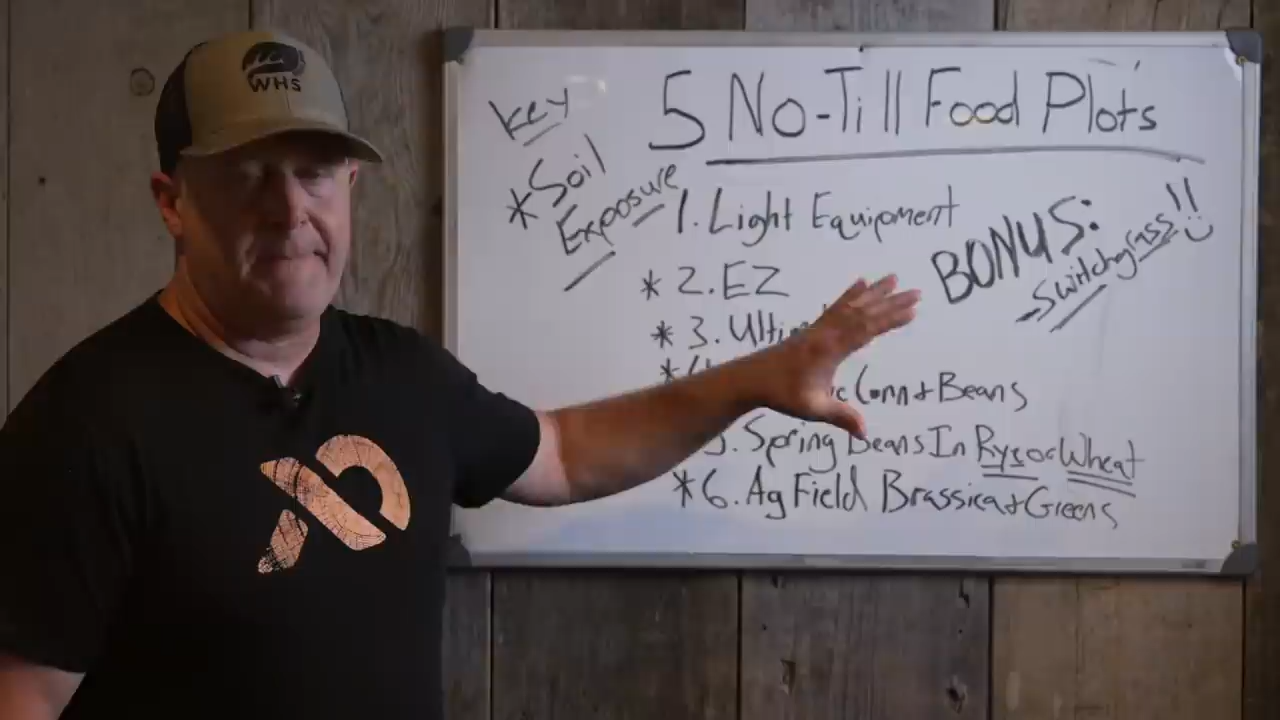 WHS
Key
* Soil
Exposure
5 No-Till Food Plots
1. Light Equipment
* 2. EZ
* 3. Ulti
Corn + Beans
Spring Beans In Rye or Wheat
* 6. Ag Field Brassica + Greens
BONUS:
- Switchgrass!!